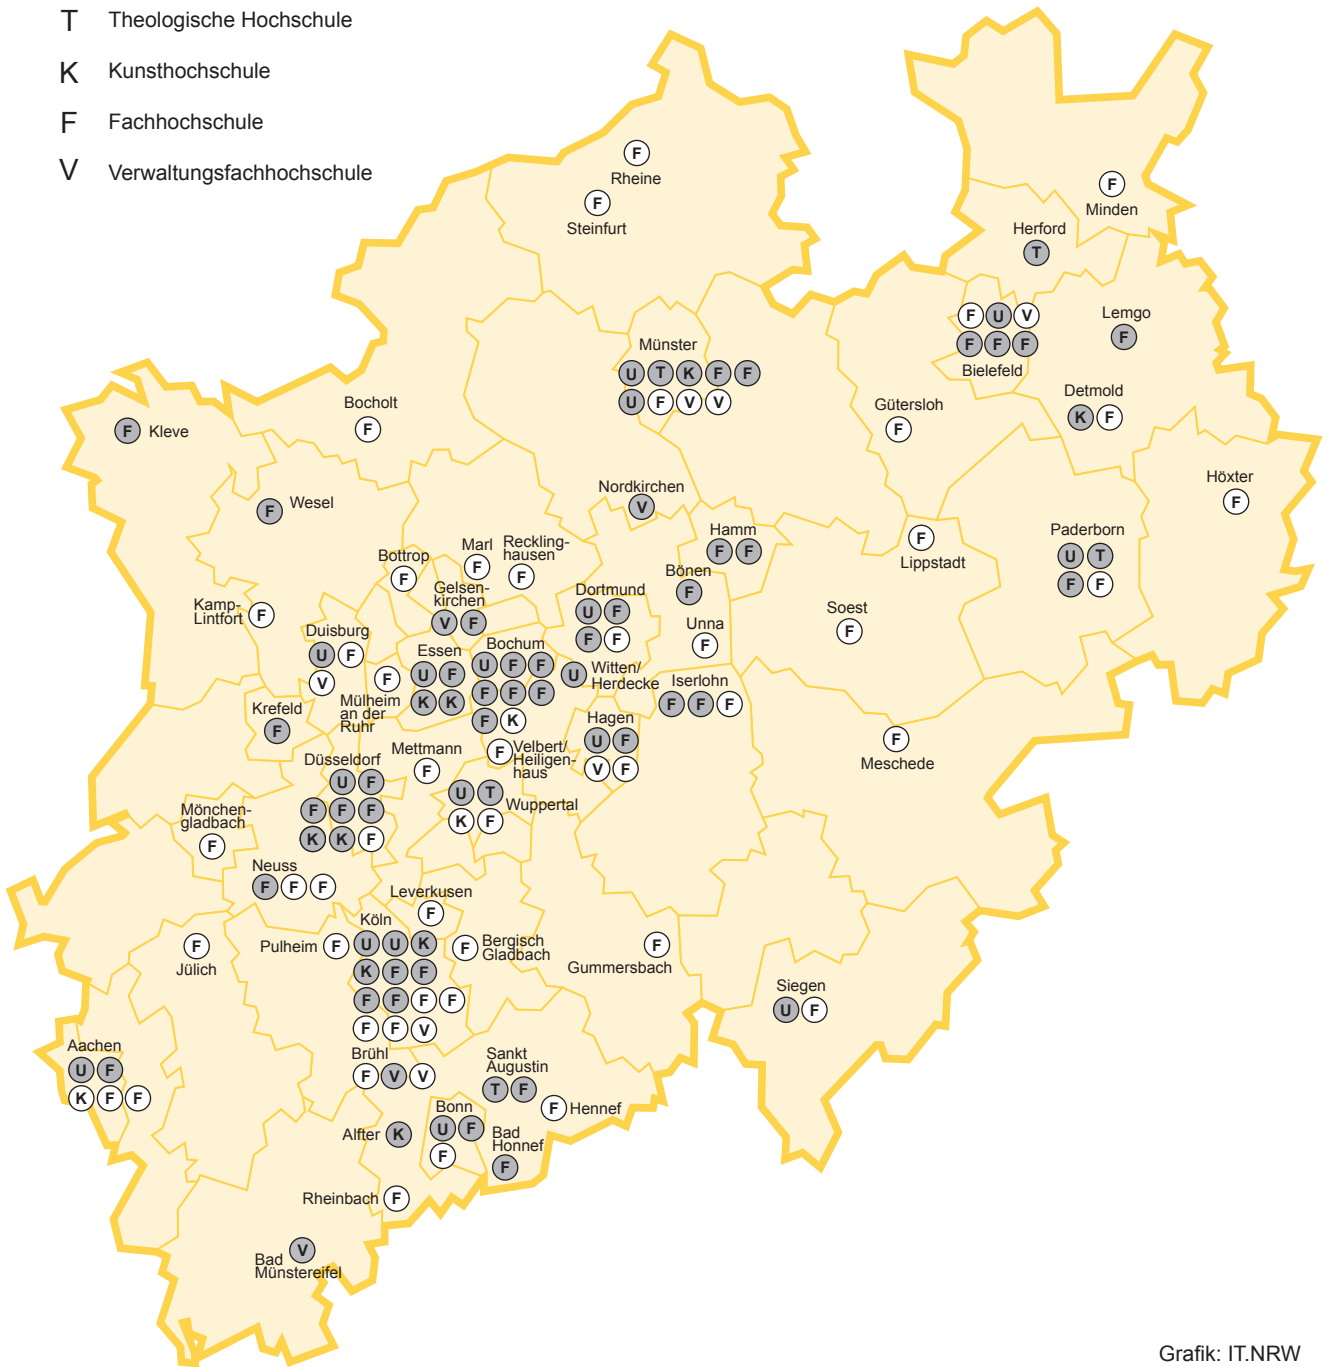 T Theologische Hochschule
K Kunsthochschule
F Fachhochschule
V Verwaltungsfachhochschule
F
Rheine
F
Steinfurt
F
Minden
Herford
T
F U V
F F F
Bielefeld
Lemgo
F
Münster
U T K F F
U F V V
Detmold
K F
Gütersloh
F
Bocholt
F
F Kleve
Höxter
F
Wesel
F
Nordkirchen
V
Hamm
F F
F
Lippstadt
Paderborn
U T
F F
Bottrop
F
Marl
F
Reckling-
hausen
F
Gelsen-
kirchen
V F
Bönen
F
Dortmund
U F
F F
Kamp-
Lintfort
F
Soest
F
Unna
F
Duisburg
U F
V
F
Mülheim
an der
Ruhr
Essen
U F
K K
Bochum
U F F
F F F
F K
U
Witten/
Herdecke
Iserlohn
F F F
Krefeld
F
Hagen
U F
V F
F
Velbert/
Heiligen-
haus
F
Meschede
Mettmann
F
Düsseldorf
U F
F F F
K K F
U T
K F
Wuppertal
Mönchen-
gladbach
F
Neuss
F F F
Leverkusen
F
Köln
U U K
K F F
F F F F
F F V
Pulheim F
F
Bergisch
Gladbach
F
Gummersbach
F
Jülich
Siegen
U F
Aachen
U F
K F F
Brühl
F V V
Sankt
Augustin
T F
F Hennef
Bonn
U F
F
Alfter K
Bad
Honnef
F
Rheinbach F
V
Bad
Münstereifel
Grafik: IT.NRW